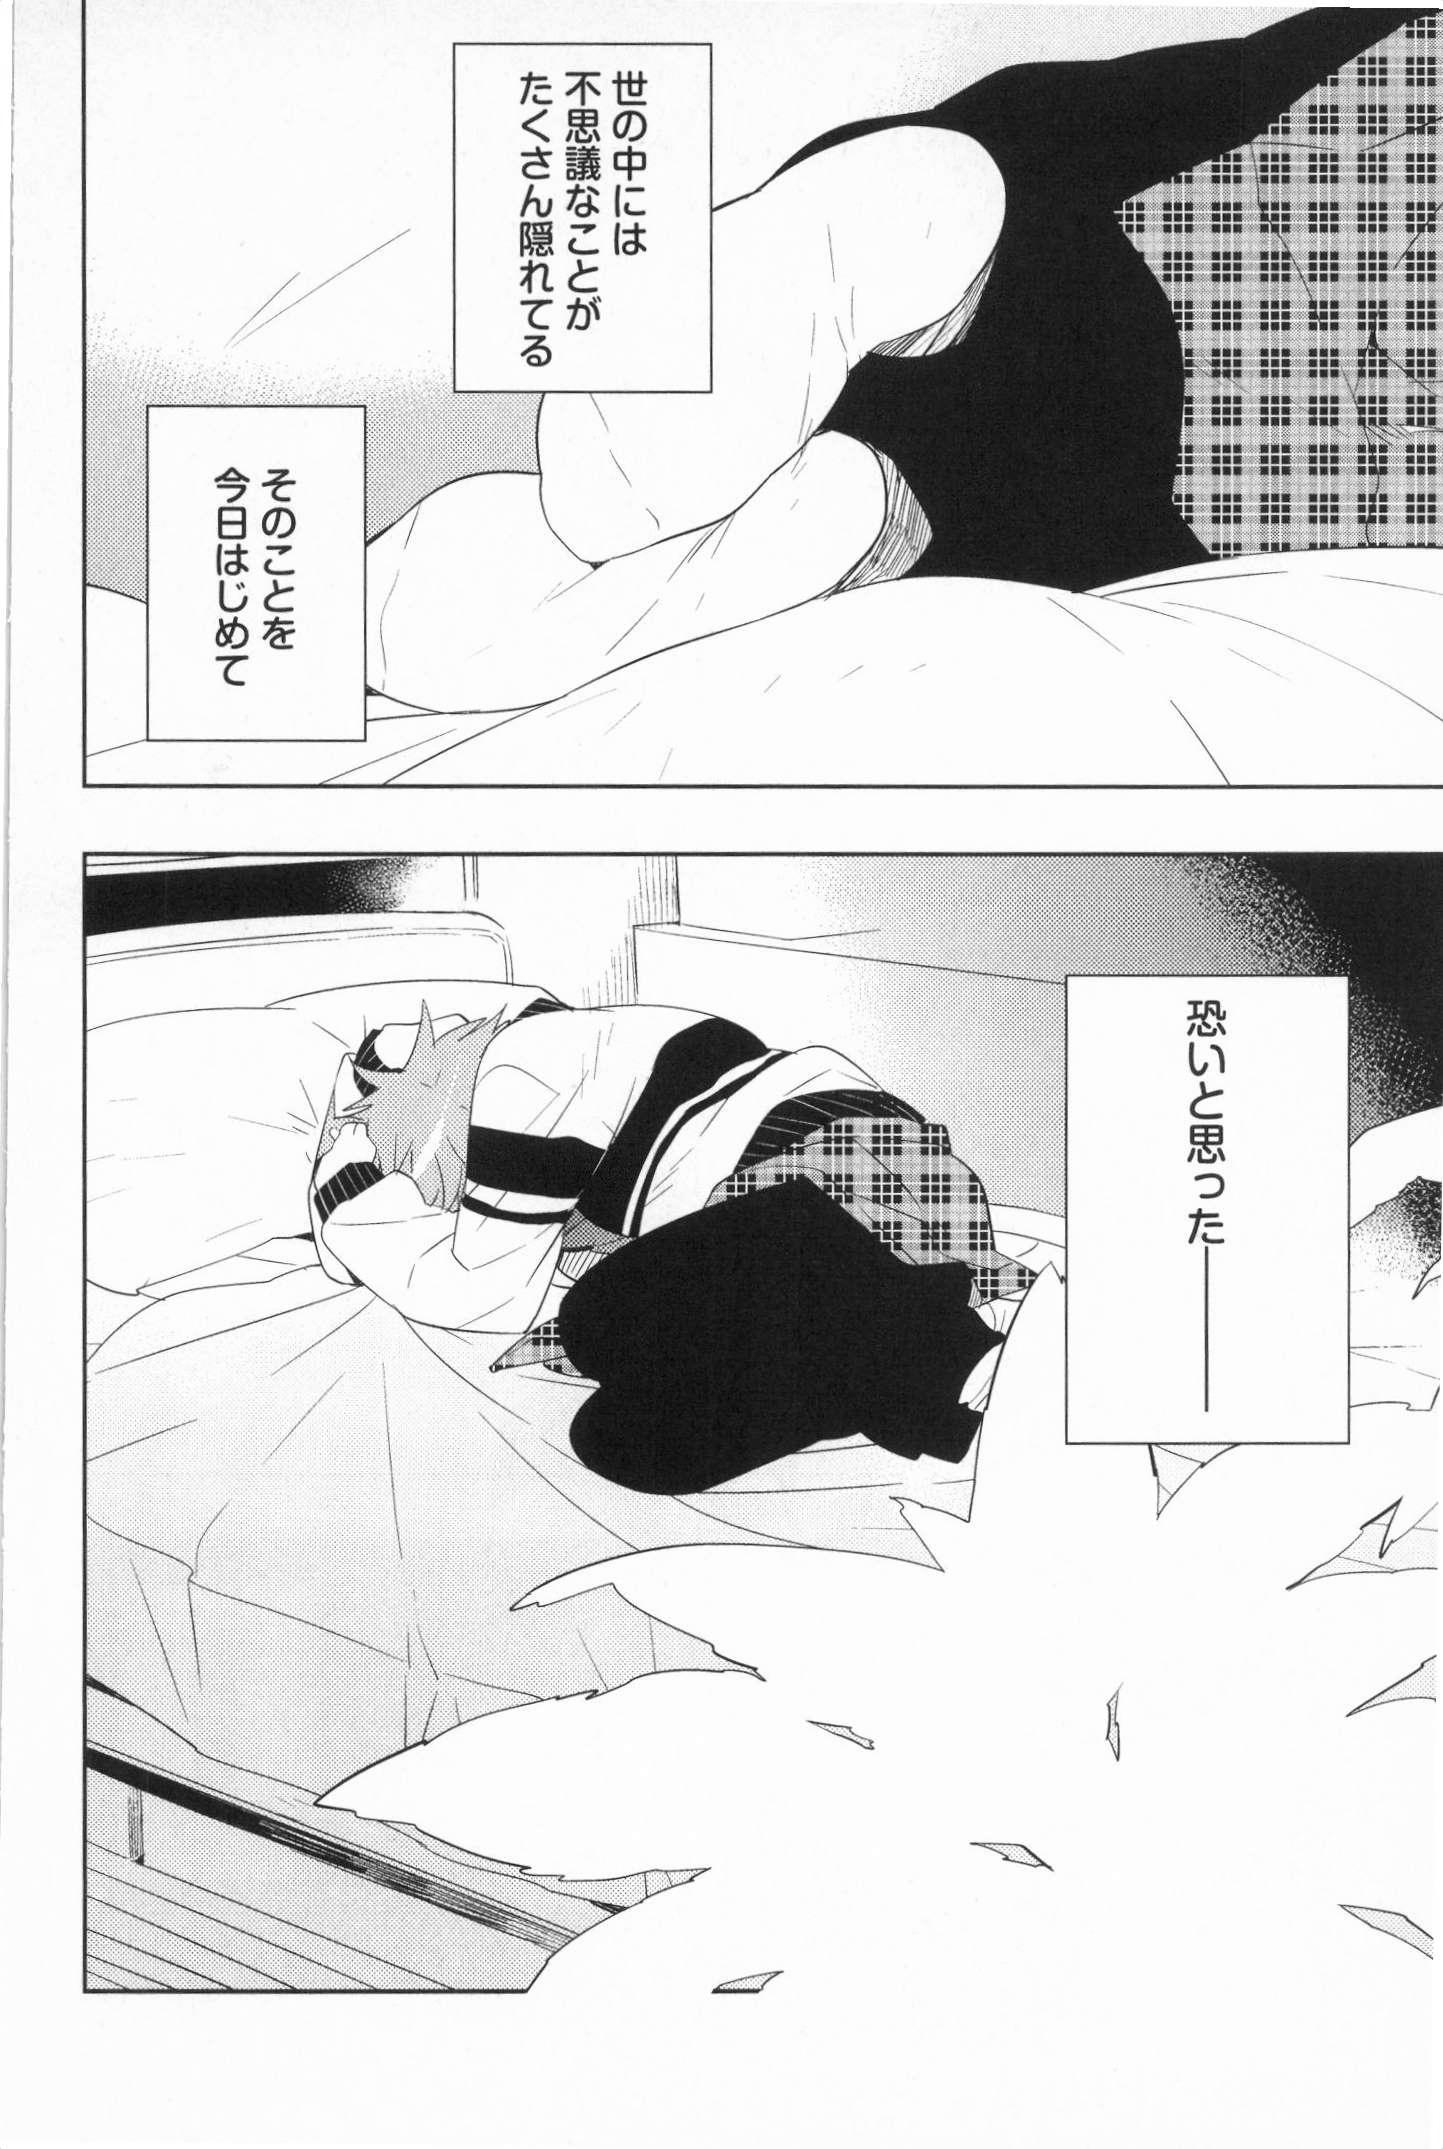 世の中には
不思議なことが
たくさん隠れてる
そのことを
今日はじめて
恐いと思った――